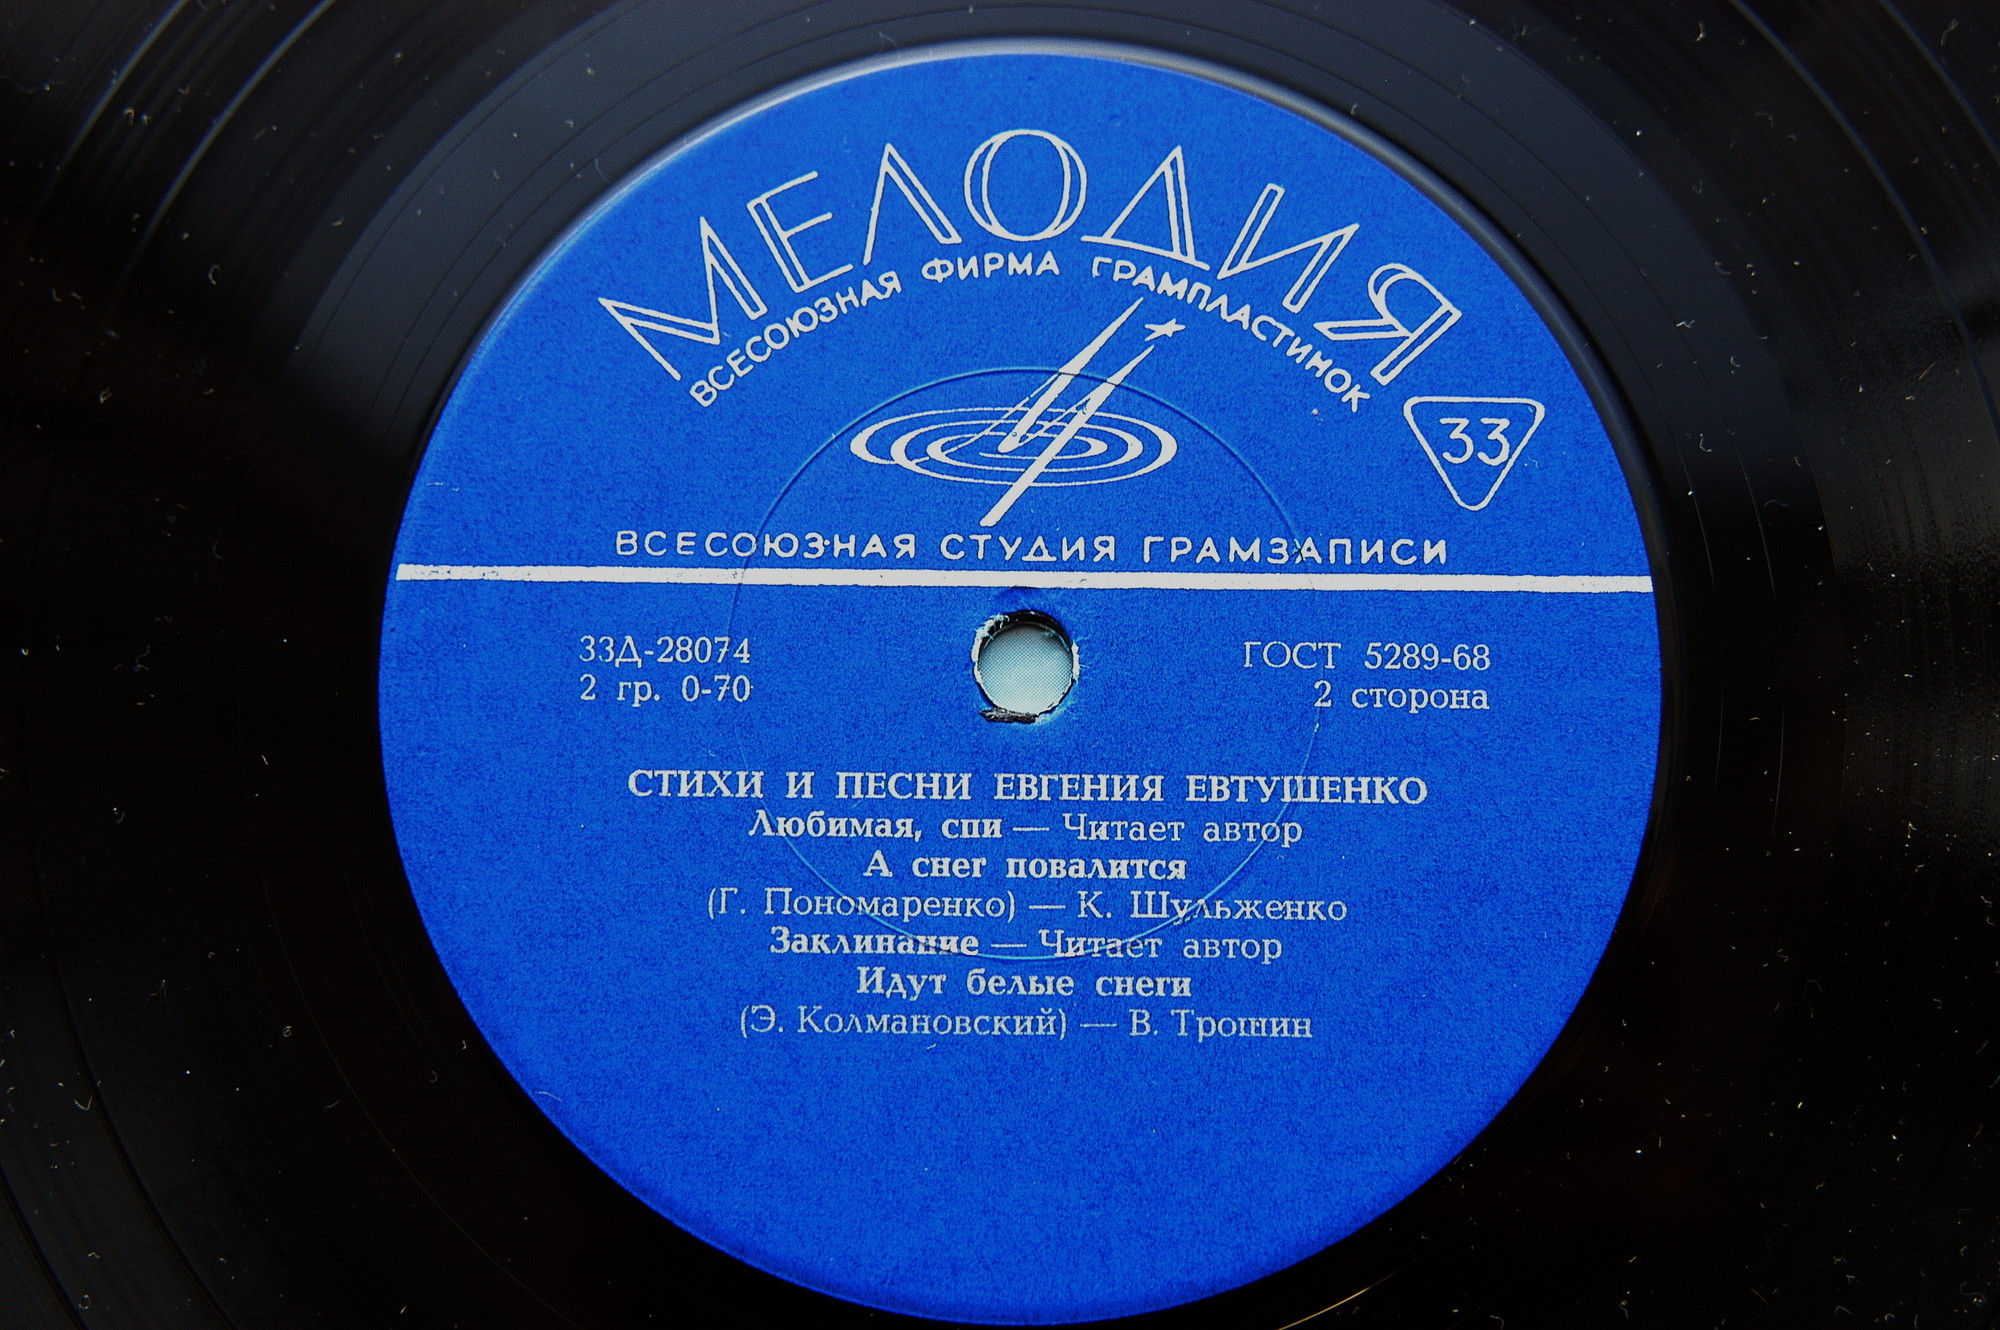 МЕЛОДИЯ
ВСЕСОЮЗНАЯ ФИРМА ГРАМПЛАСТИНОК
33
ВСЕСОЮЗНАЯ СТУДИЯ ГРАМЗАПИСИ
33Д-28074
2 гр. 0-70
ГОСТ 5289-68
2 сторона
СТИХИ И ПЕСНИ ЕВГЕНИЯ ЕВТУШЕНКО
Любимая, спи — Читает автор
А снег повалится
(Г. Пономаренко) — К. Шульженко
Заклинание — Читает автор
Идут белые снеги
(Э. Колмановский) — В. Трошин